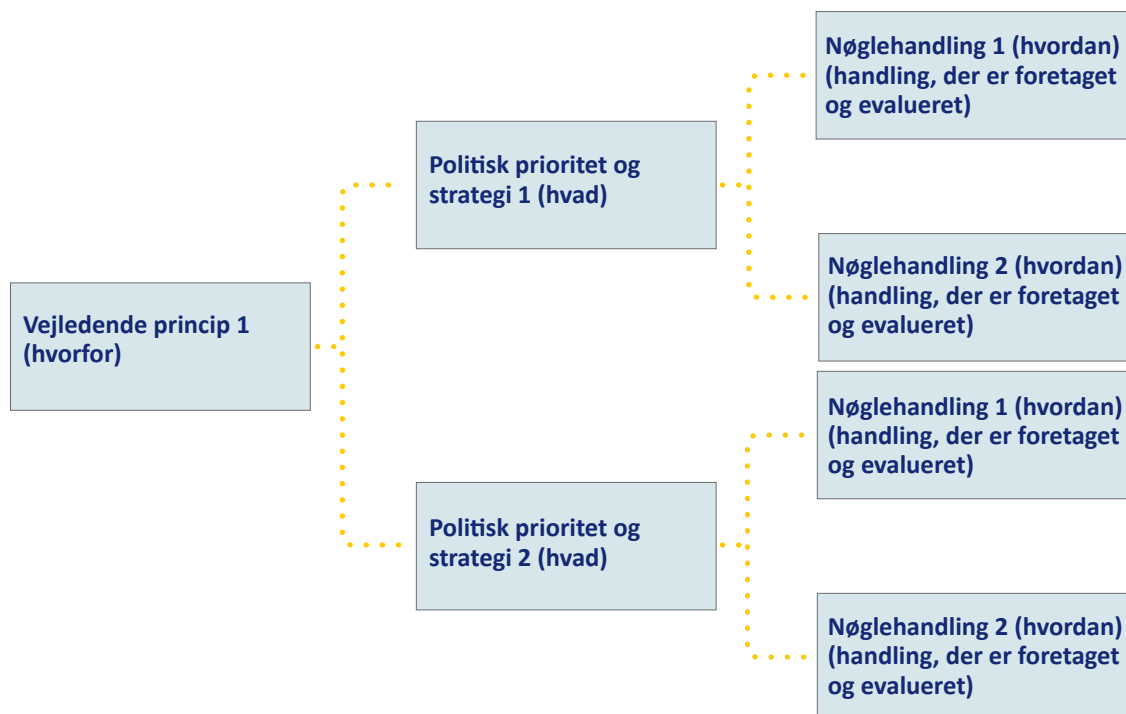 Nøglehandling 1 (hvordan)
(handling, der er foretaget
og evalueret)
Politisk prioritet og
strategi 1 (hvad)
Nøglehandling 2 (hvordan)
(handling, der er foretaget
og evalueret)
Vejledende princip 1
(hvorfor)
Nøglehandling 1 (hvordan)
(handling, der er foretaget
og evalueret)
Politisk prioritet og
strategi 2 (hvad)
Nøglehandling 2 (hvordan)
(handling, der er foretaget
og evalueret)